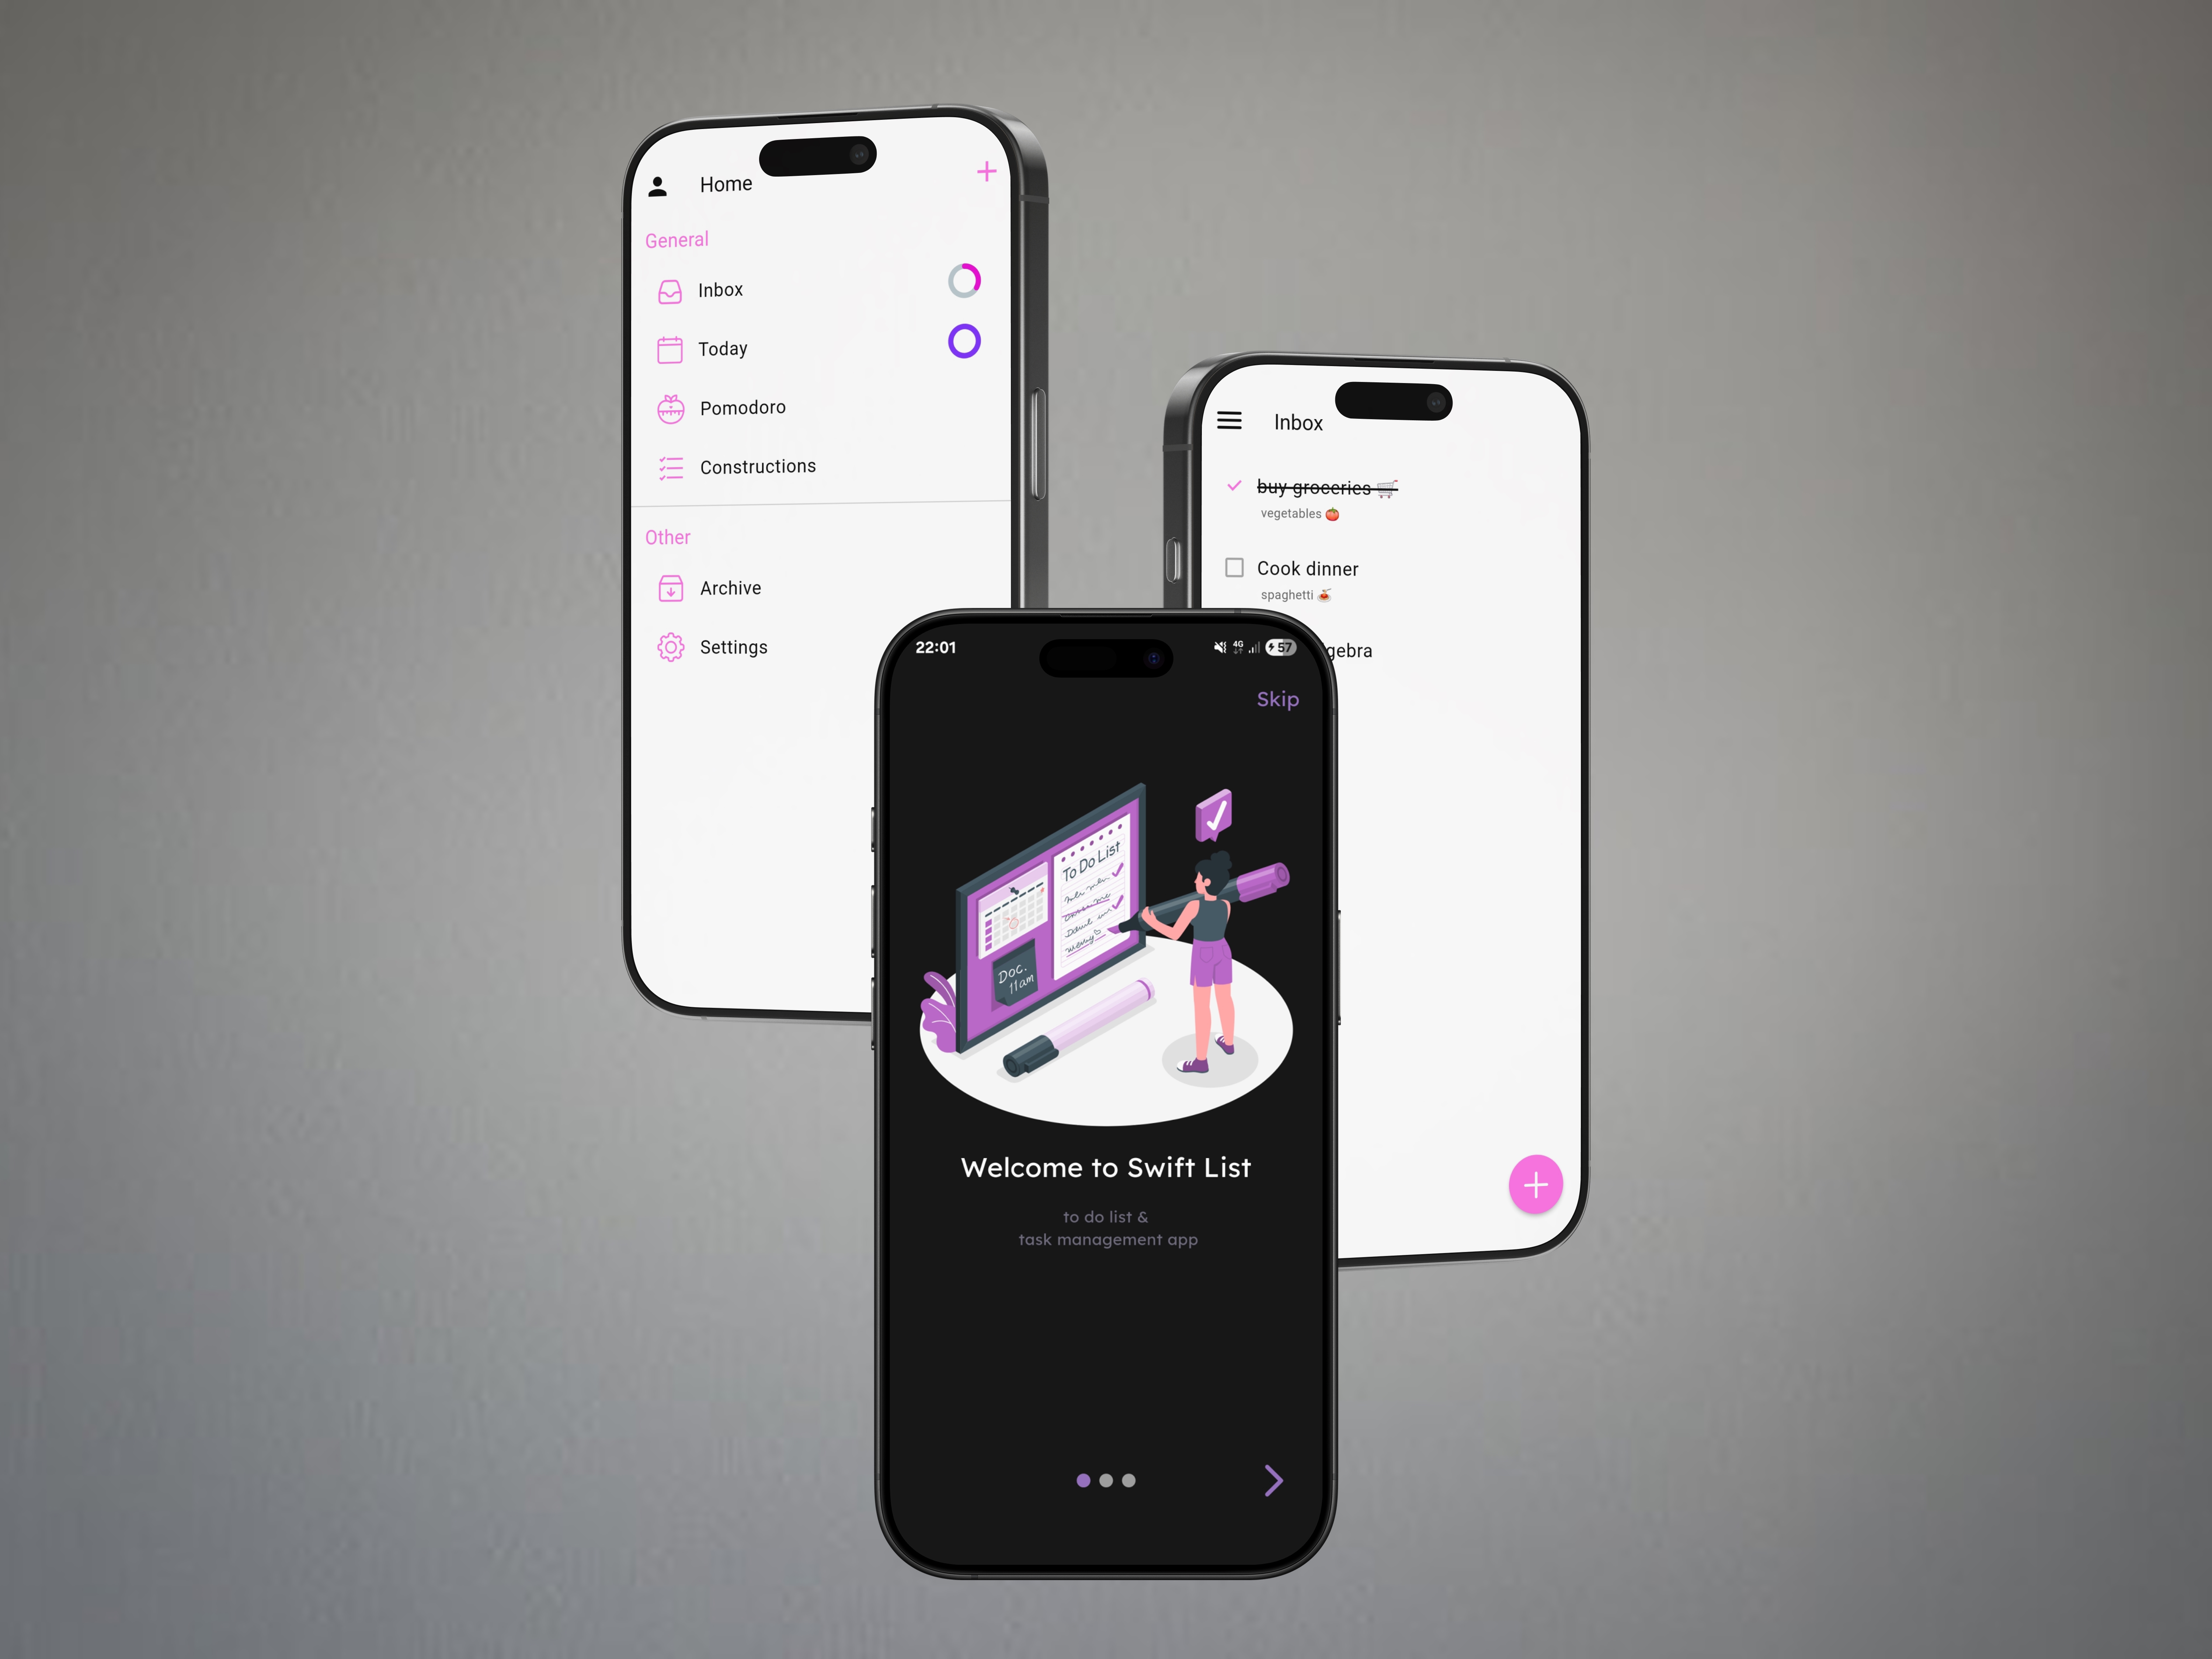 Home
General
Inbox
Today
Pomodoro
Constructions
Other
Archive
Settings
Inbox
buy groceries 🛒
vegetables 🍅
Cook dinner
spaghetti 🍝
gebra
22:01
4G
57
Skip
To Do List
Doc.
11am
Welcome to Swift List
to do list &
task management app